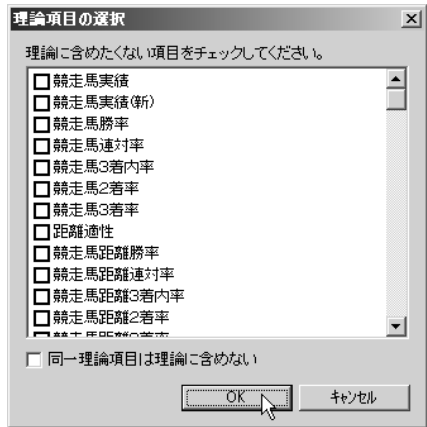 理論項目の選択
理論に含めたくない項目をチェックしてください。
競走馬実績
競走馬実績(新)
競走馬勝率
競走馬連対率
競走馬3着内率
競走馬2着率
競走馬3着率
距離適性
競走馬距離勝率
競走馬距離連対率
競走馬距離3着内率
競走馬距離2着率
同一理論項目は理論に含めない
OK
キャンセル